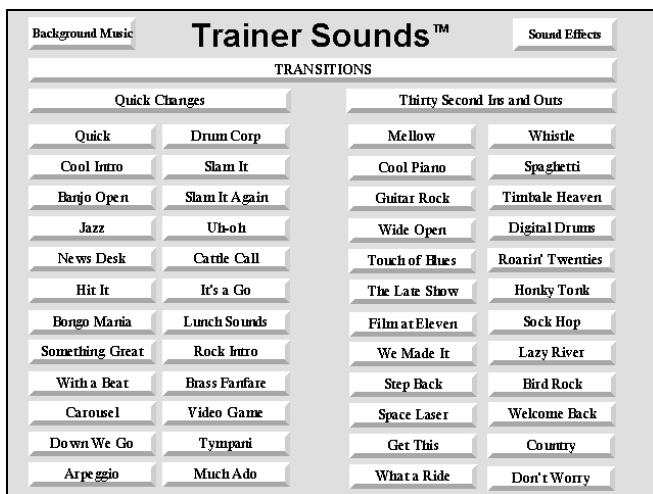 Background Music
Trainer Sounds™
Sound Effects
TRANSITIONS
Quick Changes
Thirty Second Ins and Outs
Quick
Drum Corp
Mellow
Whistle
Cool Intro
Slam It
Cool Piano
Spaghetti
Banjo Open
Slam It Again
Guitar Rock
Timbale Heaven
Jazz
Uh-oh
Wide Open
Digital Drums
News Desk
Cattle Call
Touch of Blues
Roarin' Twenties
Hit It
It's a Go
The Late Show
Honky Tonk
Bongo Mania
Lunch Sounds
Film at Eleven
Sock Hop
Something Great
Rock Intro
We Made It
Lazy River
With a Beat
Brass Fanfare
Step Back
Bird Rock
Carousel
Video Game
Space Laser
Welcome Back
Down We Go
Tympani
Get This
Country
Arpeggio
Much Ado
What a Ride
Don't Worry